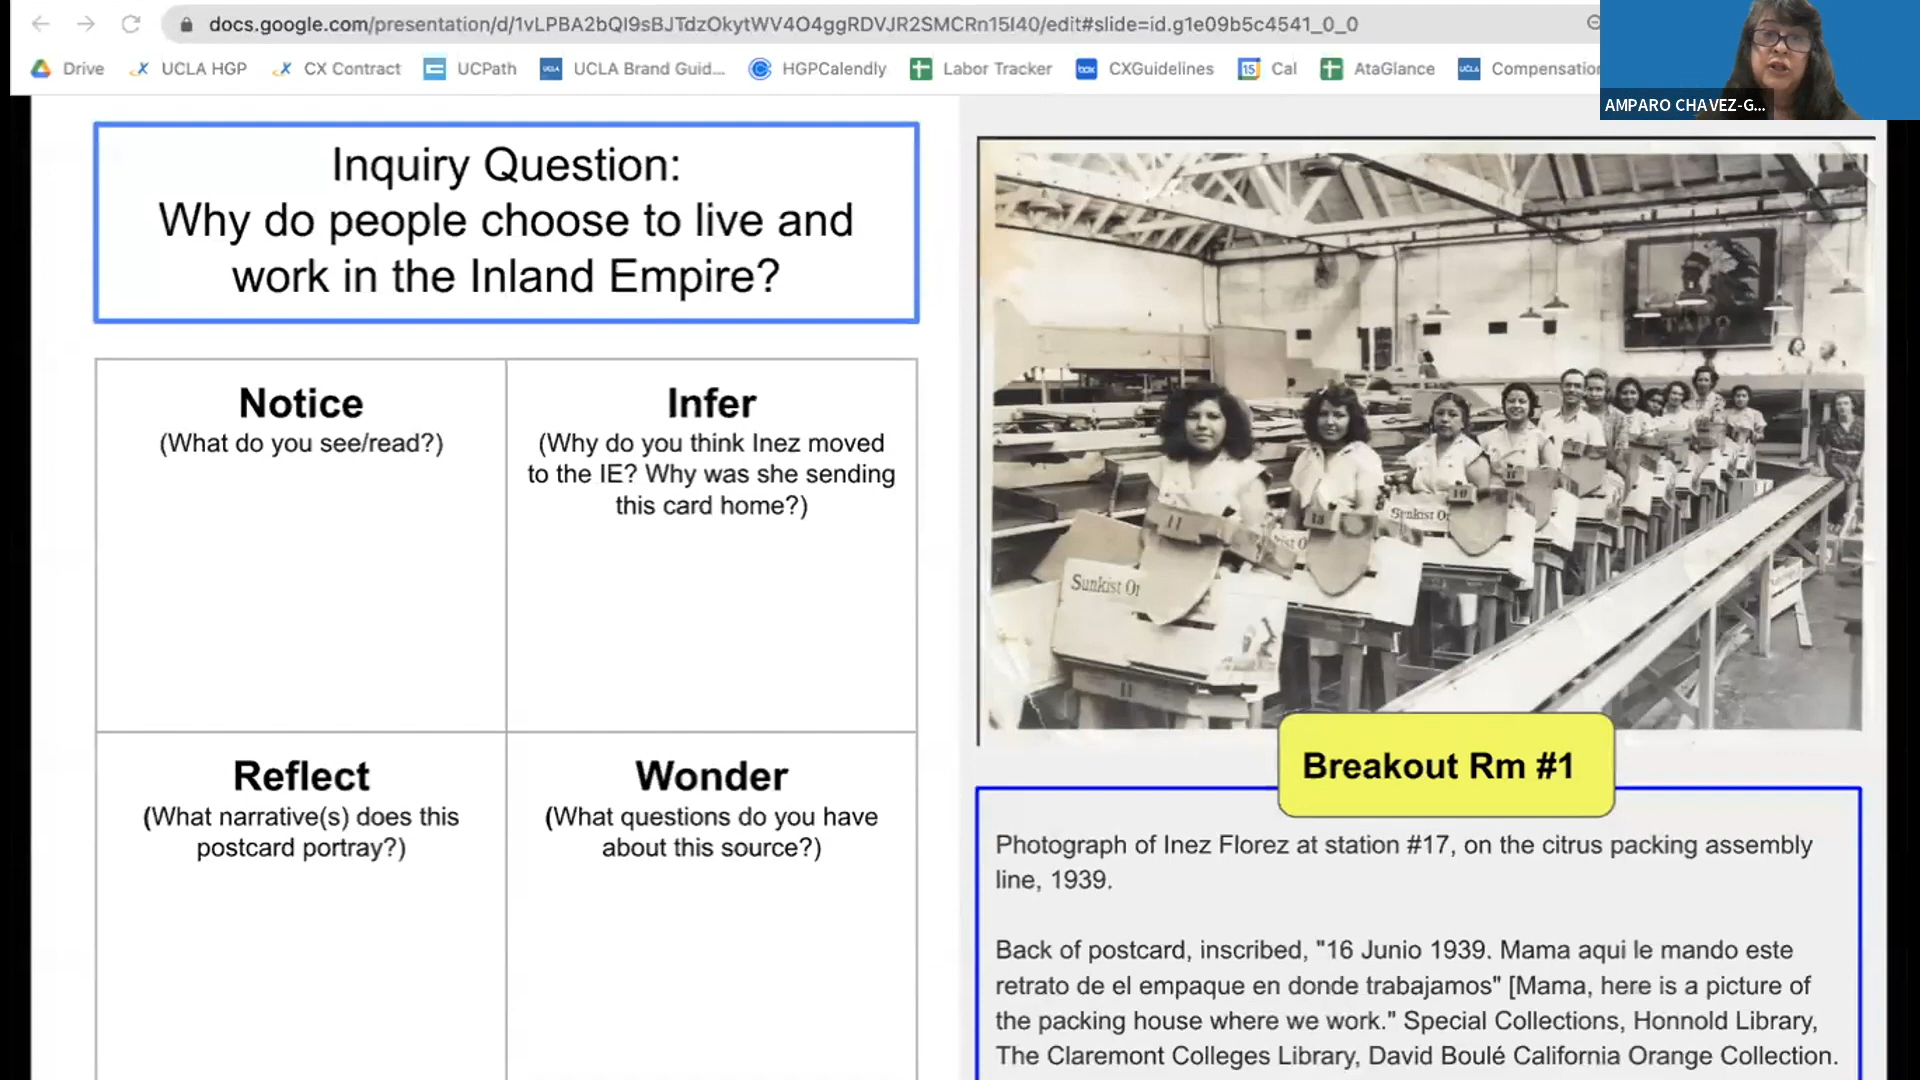 docs.google.com/presentation/d/1vLPBA2bQI9sBJTdzOkytWV4O4ggRDVJR2SMCRn15I40/edit#slide=id.g1e09b5c4541_0_0
Drive UCLA HGP CX Contract UCPath UCLA Brand Guid... HGPCalendly Labor Tracker CXGuidelines Cal AtaGlance Compensatio
AMPARO CHAVEZ-G...
Inquiry Question:
Why do people choose to live and
work in the Inland Empire?
Notice
(What do you see/read?)
Infer
(Why do you think Inez moved
to the IE? Why was she sending
this card home?)
Reflect
(What narrative(s) does this
postcard portray?)
Wonder
(What questions do you have
about this source?)
Sunkist Or
Sunkist Or
11
11
Breakout Rm #1
Photograph of Inez Florez at station #17, on the citrus packing assembly
line, 1939.
Back of postcard, inscribed, "16 Junio 1939. Mama aqui le mando este
retrato de el empaque en donde trabajamos" [Mama, here is a picture of
the packing house where we work." Special Collections, Honnold Library,
The Claremont Colleges Library, David Boulé California Orange Collection.